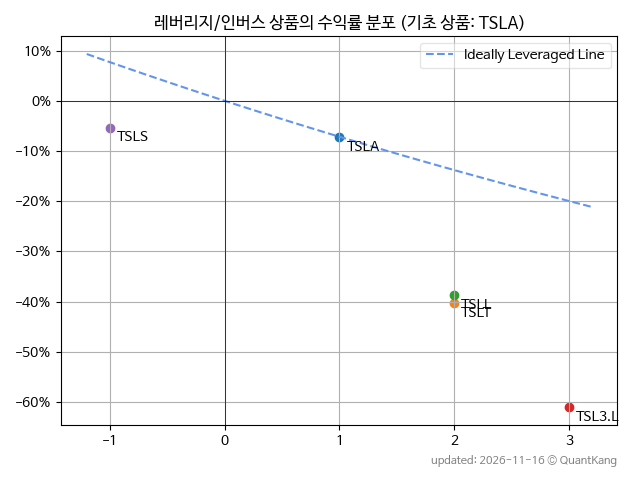 레버리지/인버스 상품의 수익률 분포 (기초 상품: TSLA)
10%
Ideally Leveraged Line
0%
TSLS
TSLA
−10%
−20%
−30%
−40%
TSLL
TSLT
−50%
−60%
TSL3.L
−1 0 1 2 3
updated: 2026-11-16 © QuantKang